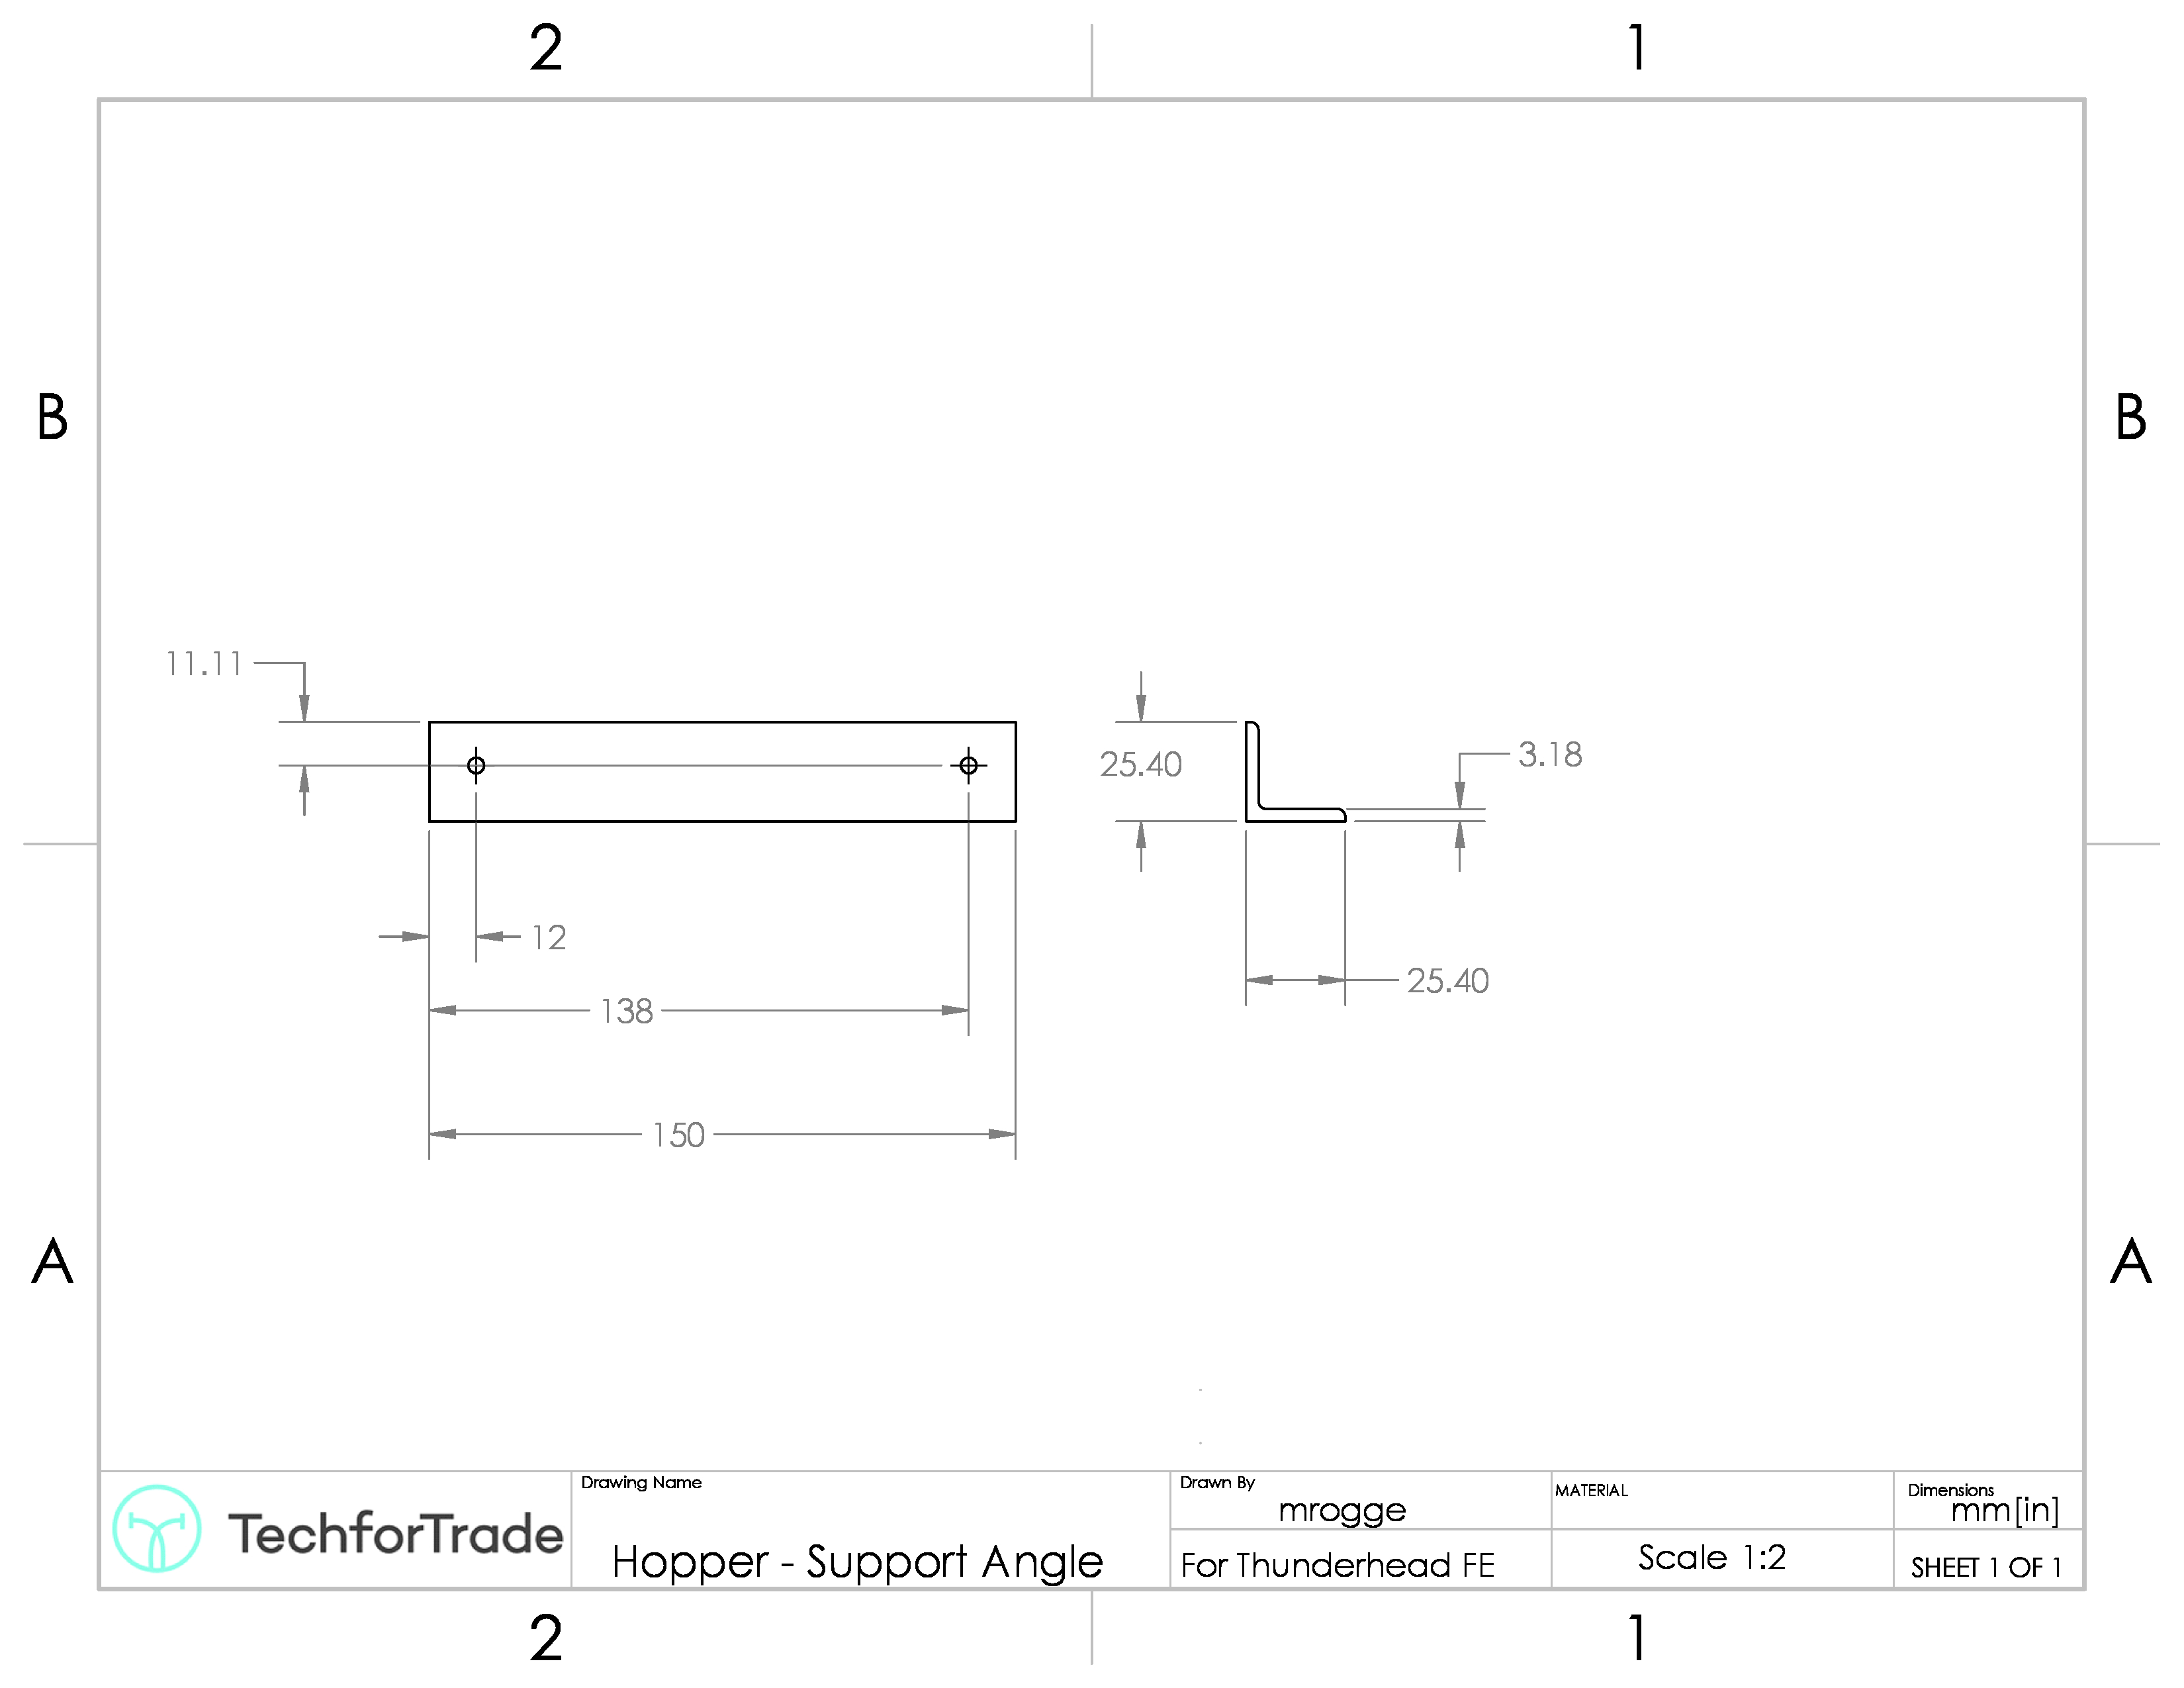 2 1
B B
11.11
25.40
3.18
12
25.40
138
150
A A
TechforTrade
Drawing Name
Hopper - Support Angle
Drawn By
mrogge
For Thunderhead FE
MATERIAL
Scale 1:2
Dimensions
mm[in]
SHEET 1 OF 1
2 1